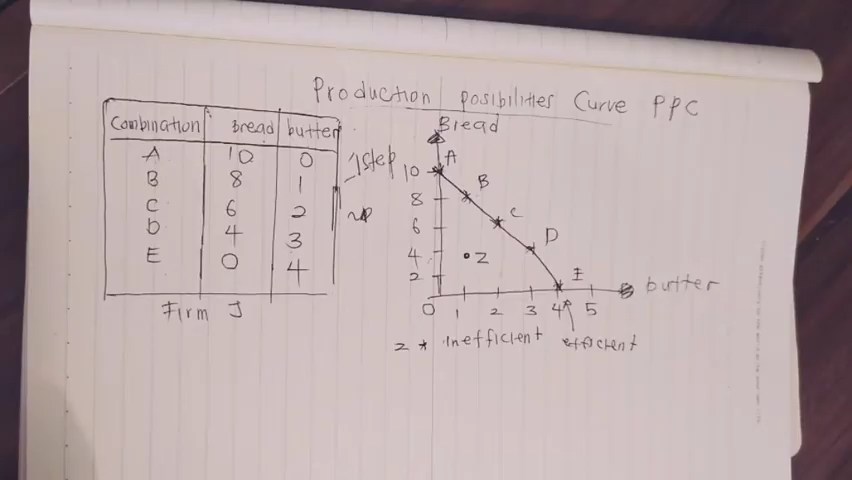 Production posibilities Curve PPC
Combination Bread butter
A 10 0
B 8 1
C 6 2
D 4 3
E 0 4
Firm J
1step
Bread
10
8
6
4
2
0 1 2 3 4 5
A
B
C
D
E
Z
butter
z * inefficient efficient